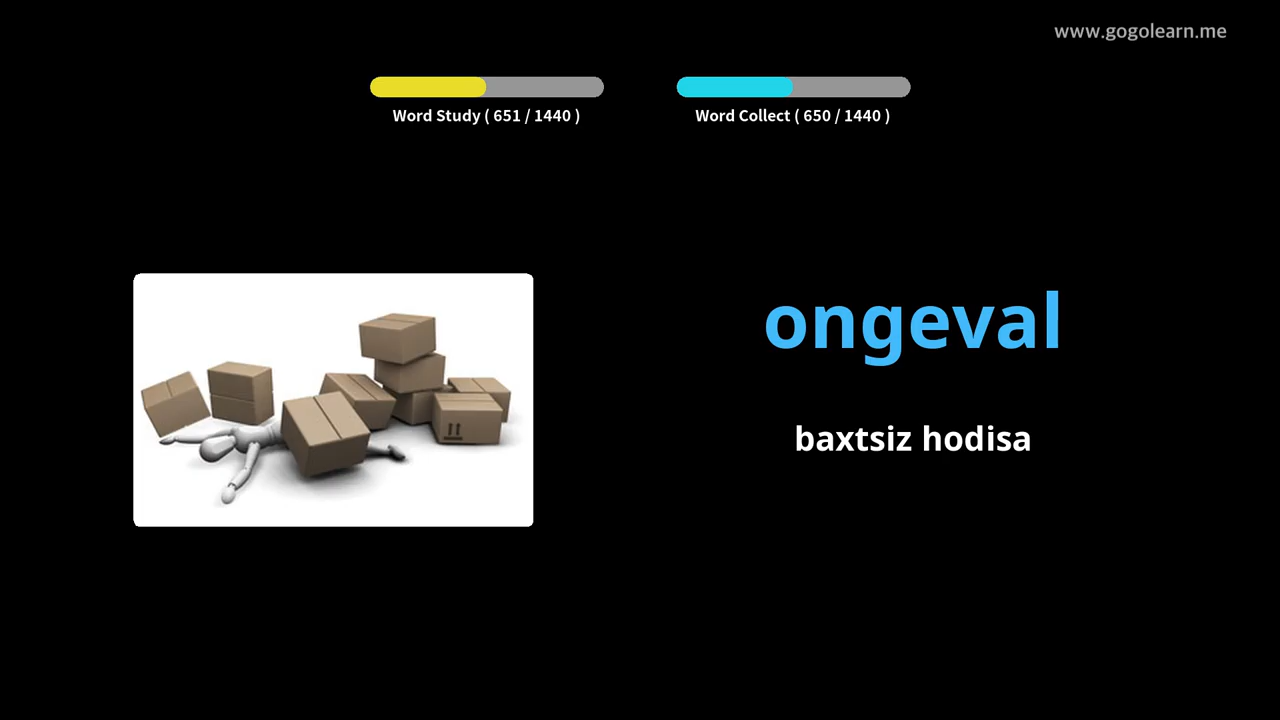 www.gogolearn.me
Word Study ( 651 / 1440 )
Word Collect ( 650 / 1440 )
ongeval
baxtsiz hodisa